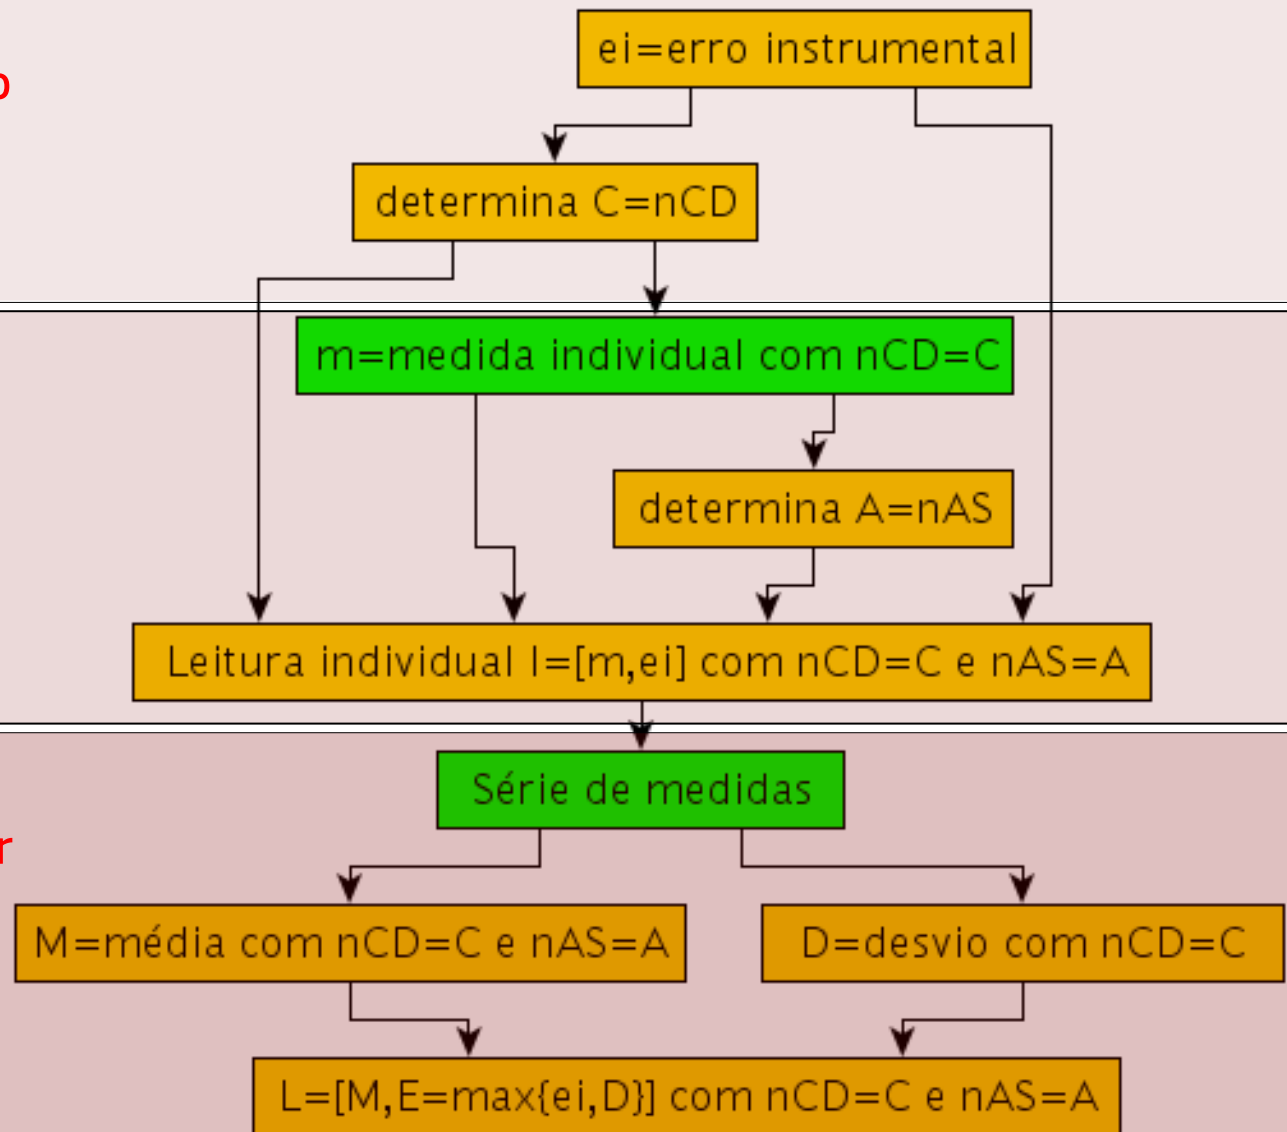 ei=erro instrumental
determina C=nCD
m=medida individual com nCD=C
determina A=nAS
Leitura individual I=[m,ei] com nCD=C e nAS=A
Série de medidas
M=média com nCD=C e nAS=A
D=desvio com nCD=C
L=[M,E=max{ei,D}] com nCD=C e nAS=A